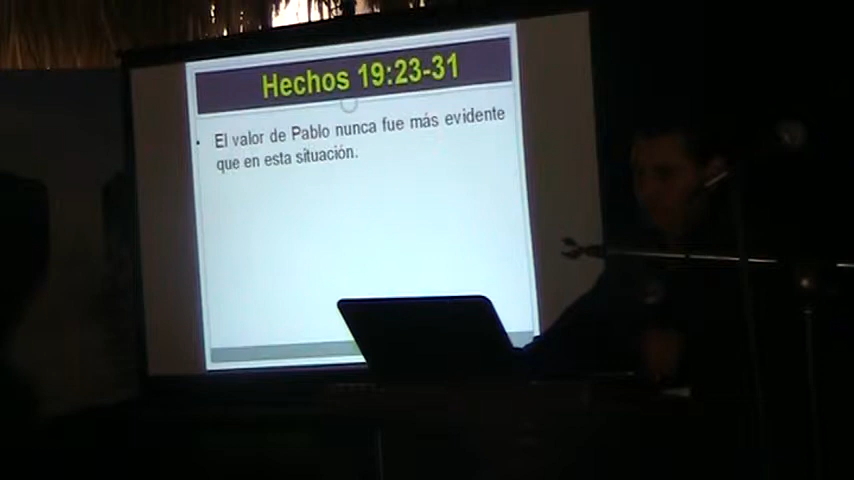 Hechos 19:23-31
• El valor de Pablo nunca fue más evidente
que en esta situación.